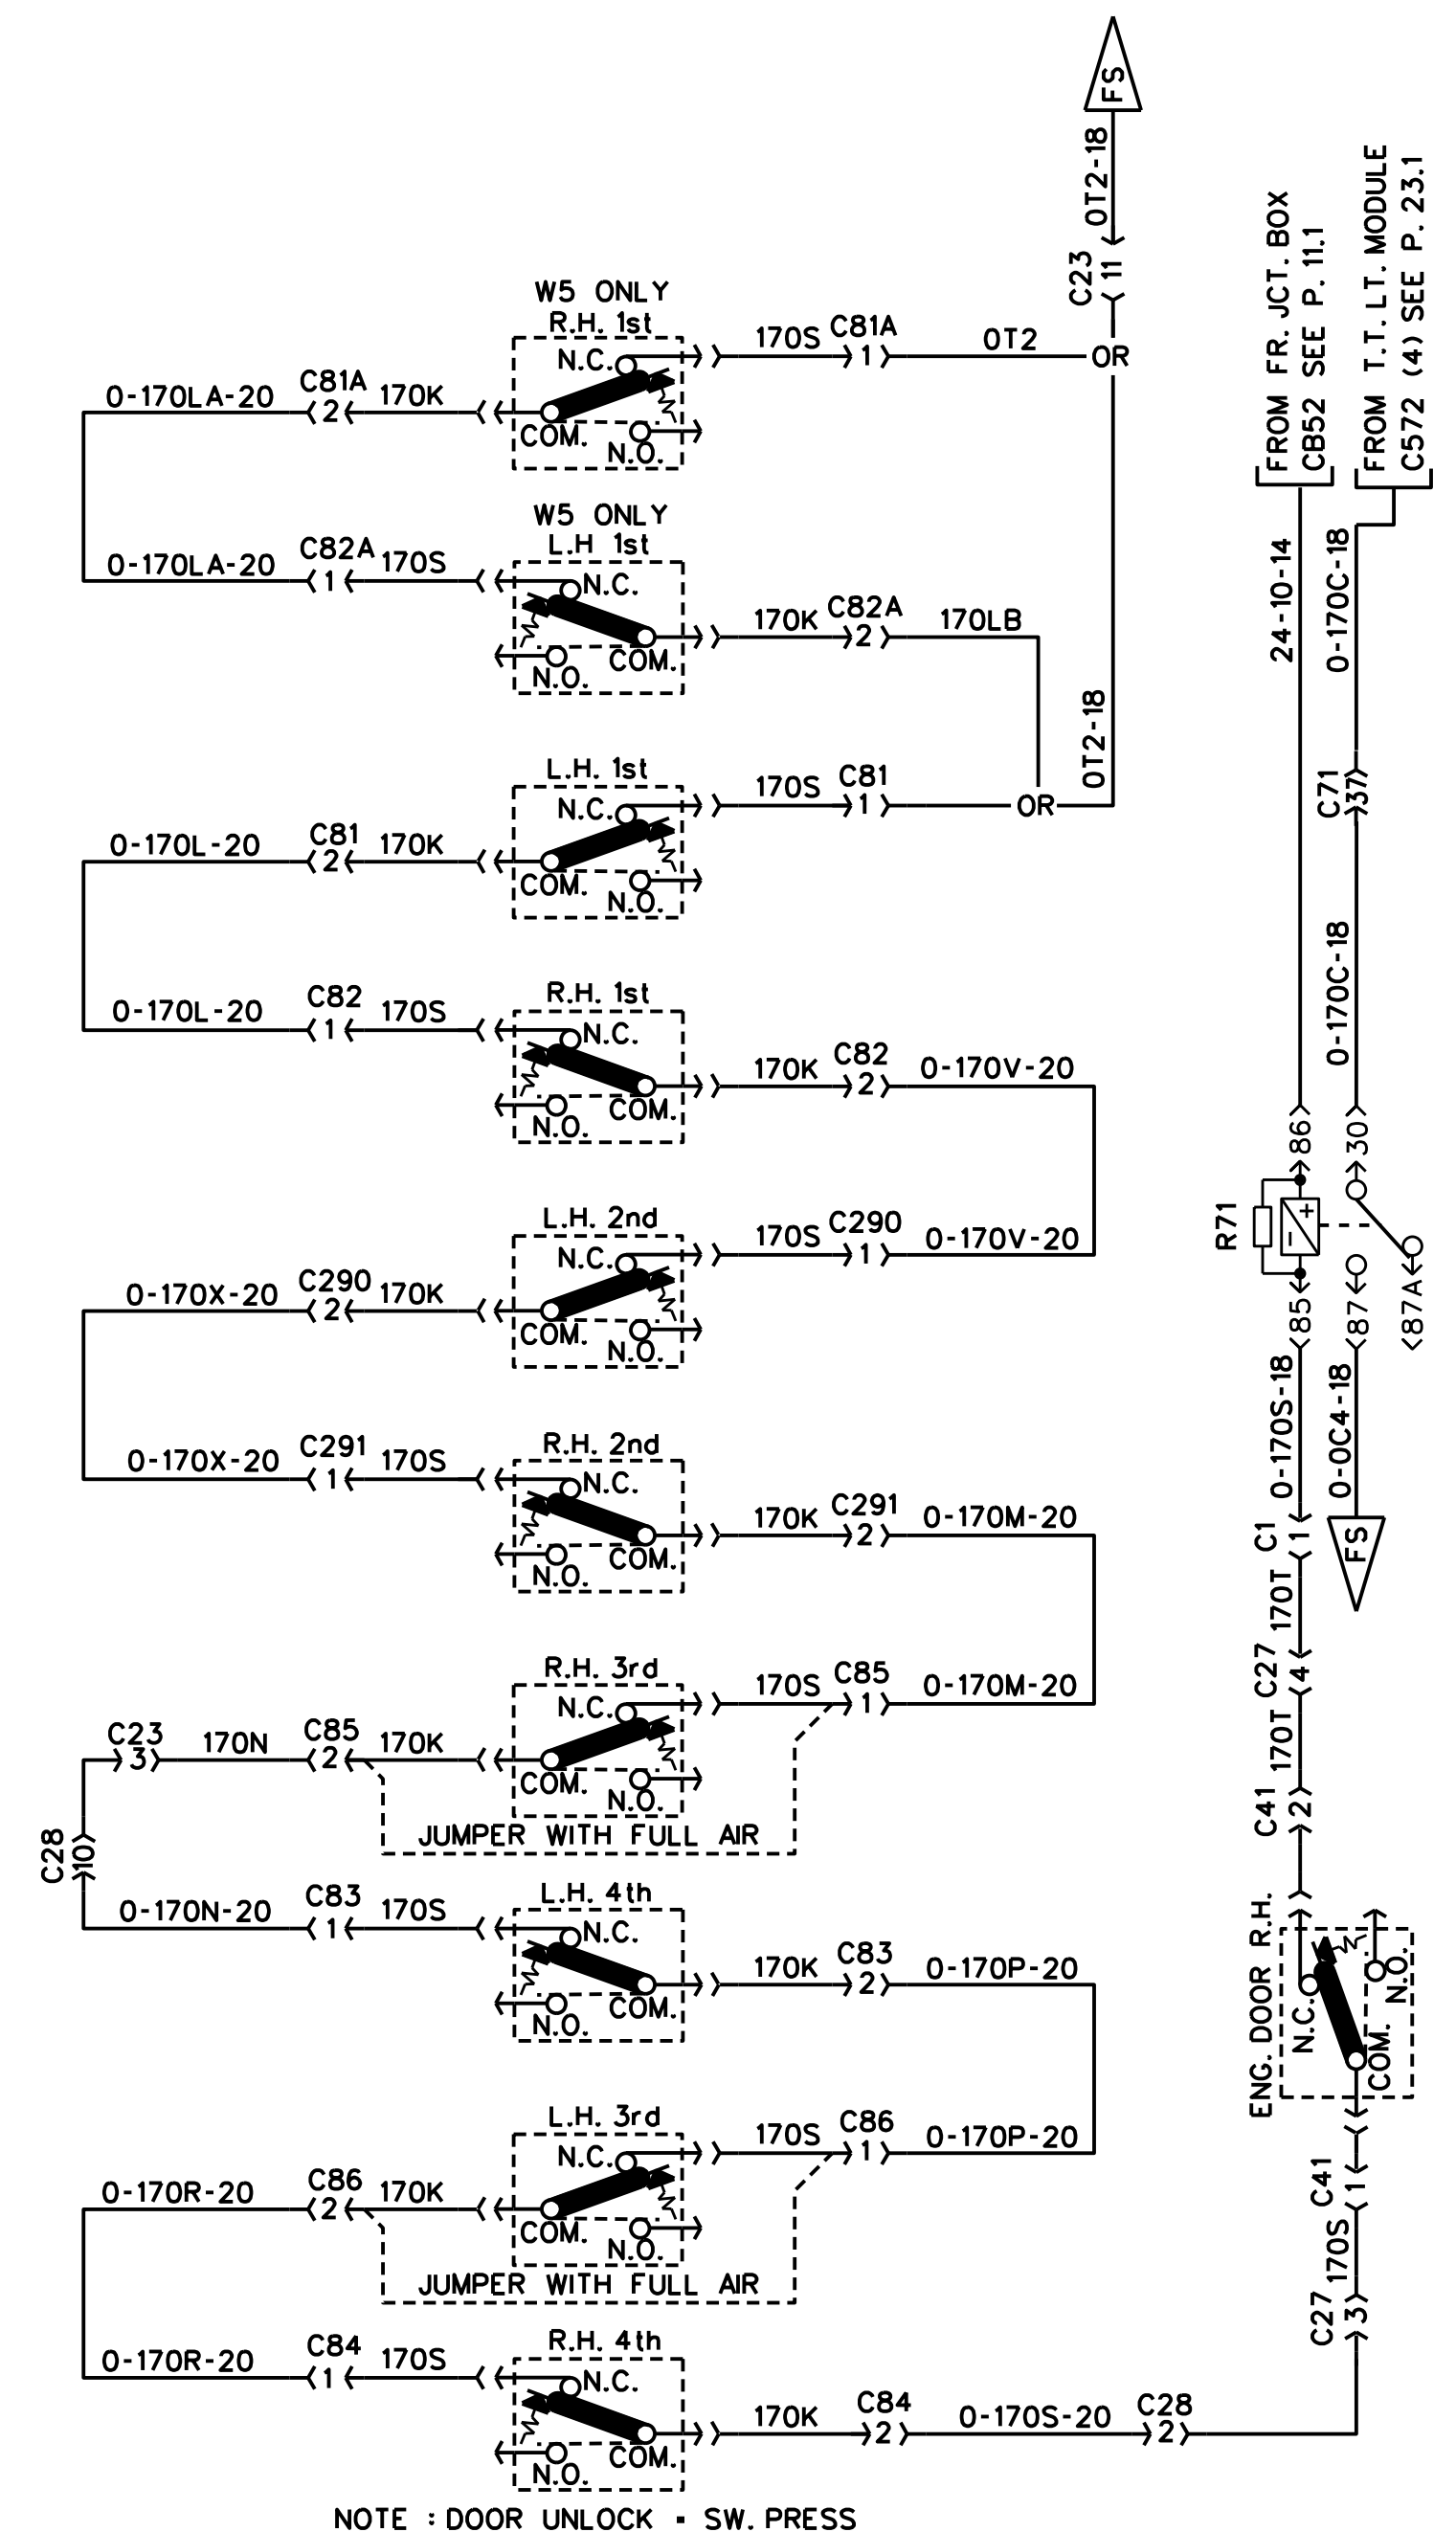 FS
0T2-18
C23
11
W5 ONLY
R.H. 1st
N.C.
170S
C81A
1
0T2
OR
0-170LA-20
C81A
2
170K
COM.
N.O.
W5 ONLY
L.H 1st
0-170LA-20
C82A
1
170S
N.C.
170K
C82A
2
170LB
COM.
N.O.
0T2-18
L.H. 1st
N.C.
170S
C81
1
OR
0-170L-20
C81
2
170K
COM.
N.O.
R.H. 1st
0-170L-20
C82
1
170S
N.C.
170K
C82
2
0-170V-20
COM.
N.O.
L.H. 2nd
N.C.
170S
C290
1
0-170V-20
0-170X-20
C290
2
170K
COM.
N.O.
R.H. 2nd
0-170X-20
C291
1
170S
N.C.
170K
C291
2
0-170M-20
COM.
N.O.
R.H. 3rd
N.C.
170S
C85
1
0-170M-20
C23
3
170N
C85
2
170K
COM.
N.O.
JUMPER WITH FULL AIR
C28
10
L.H. 4th
0-170N-20
C83
1
170S
N.C.
170K
C83
2
0-170P-20
COM.
N.O.
L.H. 3rd
N.C.
170S
C86
1
0-170P-20
0-170R-20
C86
2
170K
COM.
N.O.
JUMPER WITH FULL AIR
R.H. 4th
0-170R-20
C84
1
170S
N.C.
170K
C84
2
0-170S-20
C28
2
COM.
N.O.
NOTE : DOOR UNLOCK - SW. PRESS
FROM FR. JCT. BOX
CB52 SEE P. 11.1
FROM T.T. LT. MODULE
C572 (4) SEE P. 23.1
24-10-14
0-170C-18
C71
37
0-170C-18
86
30
R71
+
-
85
87
87A
0-170S-18
0-0C4-18
C1
1
FS
170T
C27
4
170T
C41
2
ENG. DOOR R.H.
N.C.
COM.
N.O.
C41
1
170S
C27
3